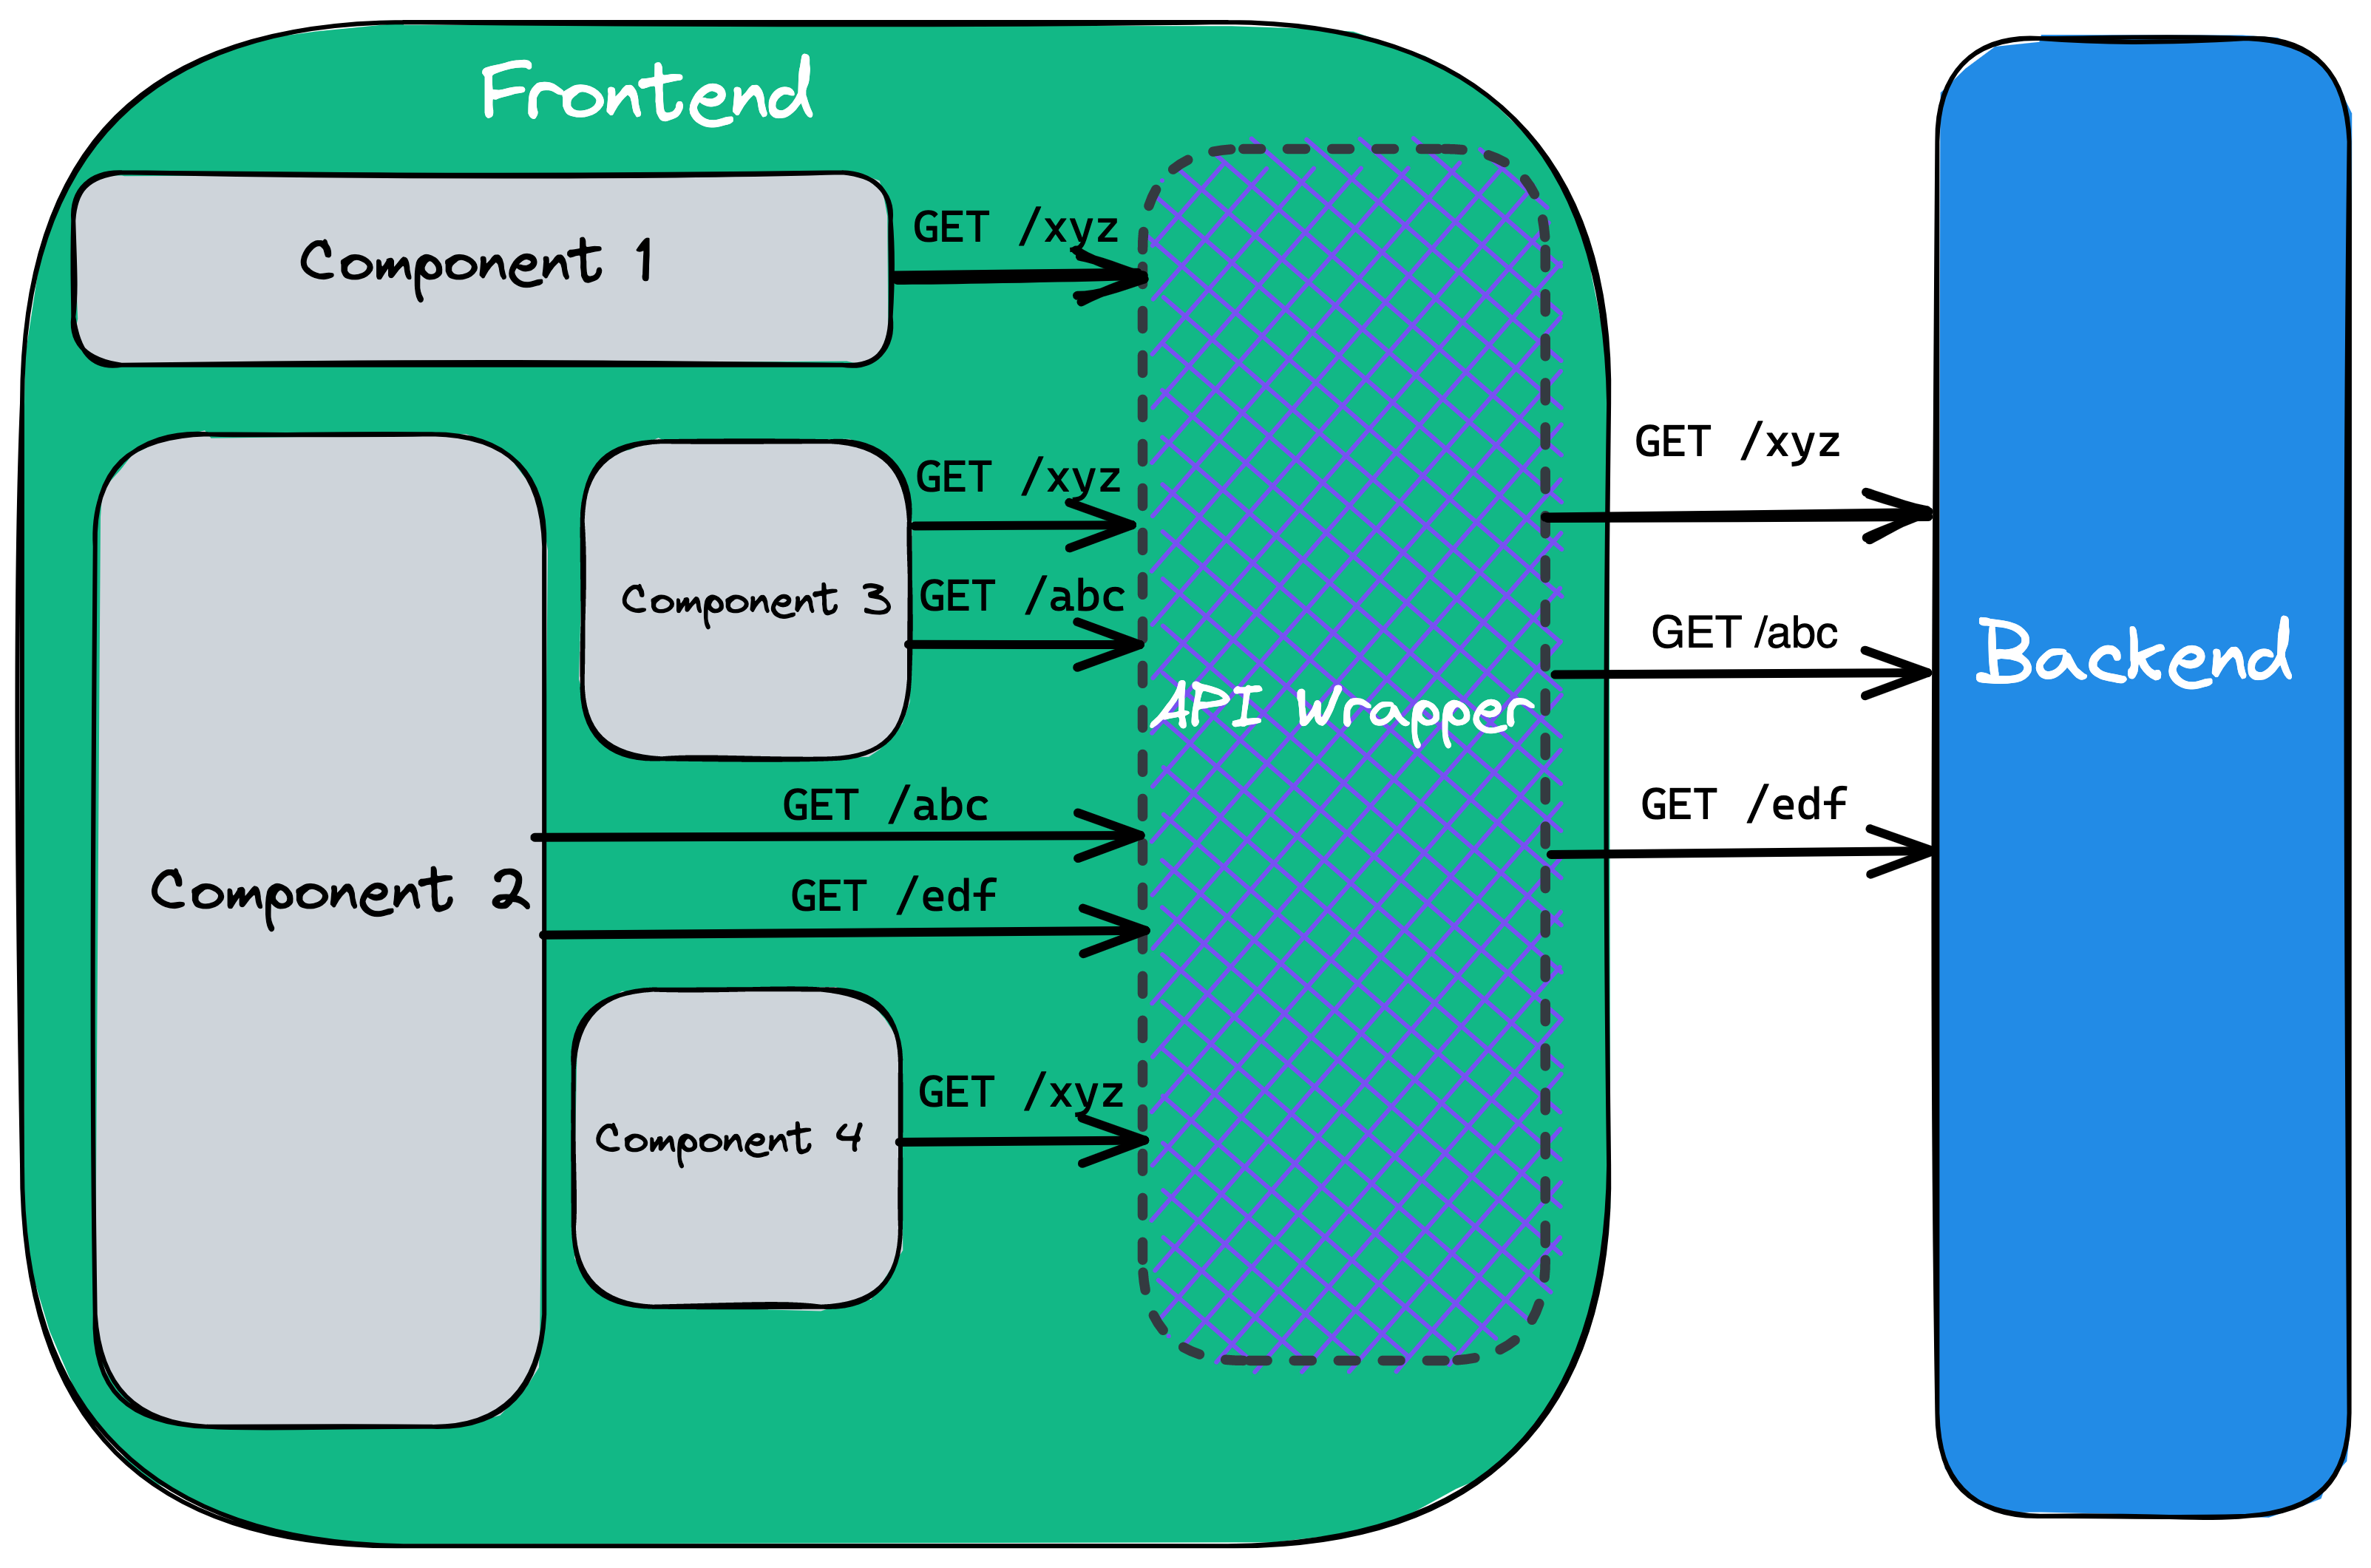 Frontend
Component 1
GET /xyz
Component 3
GET /xyz
GET /abc
Component 2
GET /abc
GET /edf
Component 4
GET /xyz
API Wrapper
GET /xyz
GET /abc
GET /edf
Backend